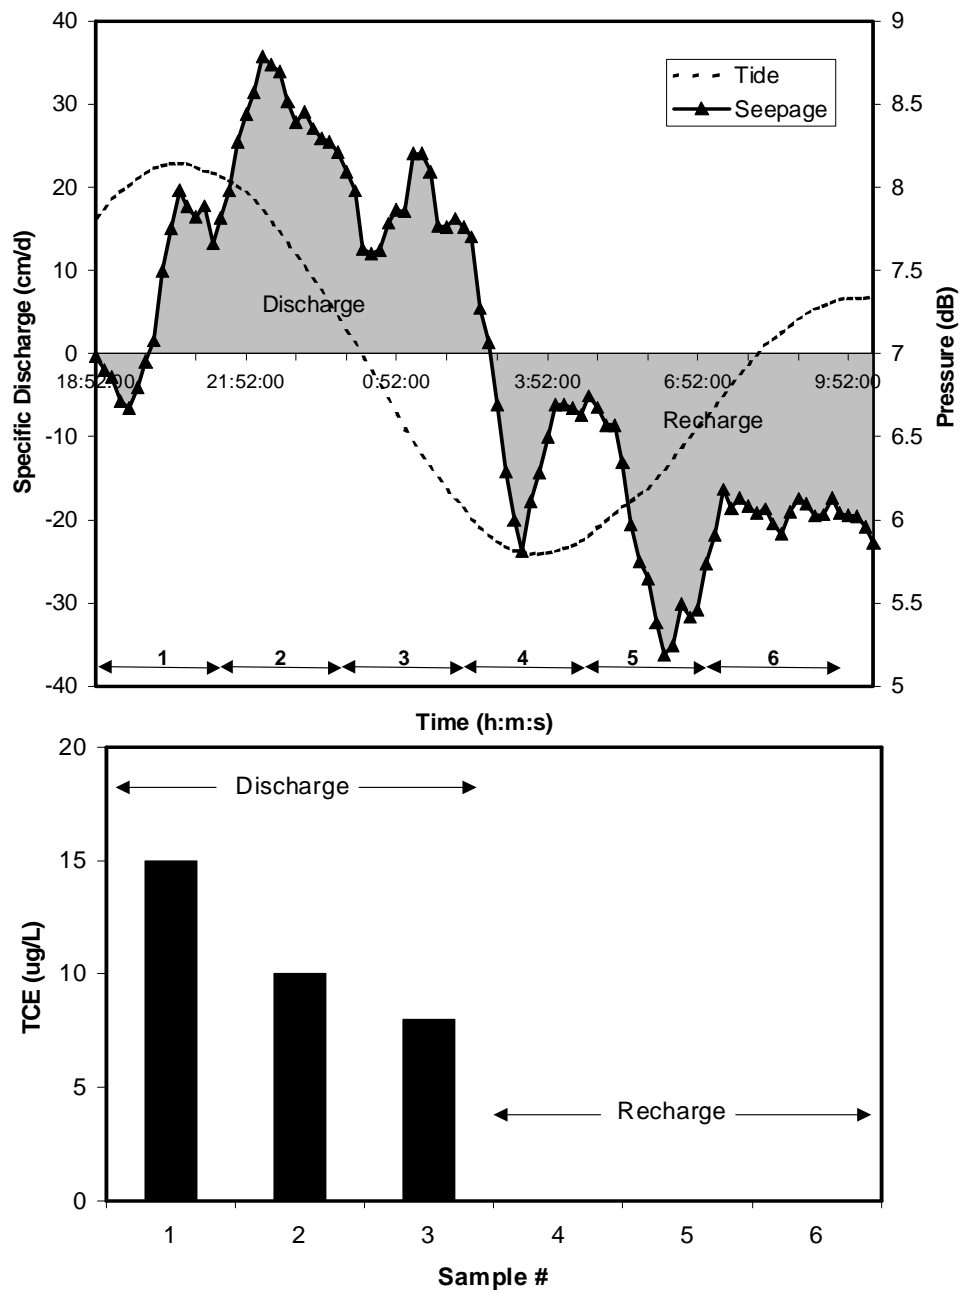 40
30
20
10
0
-10
-20
-30
-40
Specific Discharge (cm/d)
9
8.5
8
7.5
7
6.5
6
5.5
5
Pressure (dB)
Tide
Seepage
Discharge
Recharge
18:52:00 21:52:00 0:52:00 3:52:00 6:52:00 9:52:00
1 2 3 4 5 6
Time (h:m:s)
20
15
10
5
0
TCE (ug/L)
Discharge
Recharge
1 2 3 4 5 6
Sample #